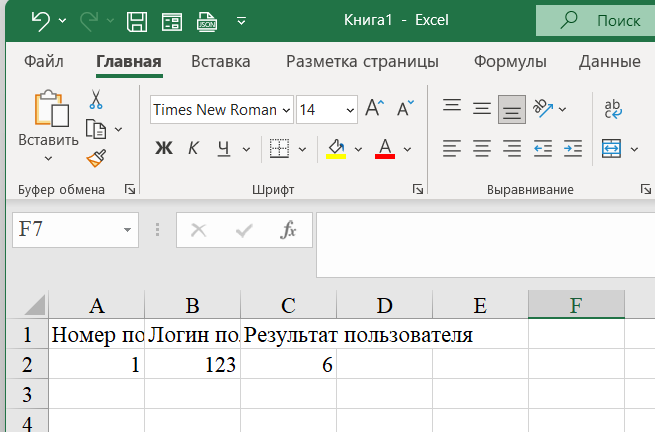 Книга1 - Excel
Поиск
Файл Главная Вставка Разметка страницы Формулы Данные
Times New Roman 14
Вставить
Ж К Ч А
Буфер обмена Шрифт Выравнивание
F7 fx
A B C D E F
1 Номер по Логин пол Результат пользователя
2 1 123 6
3
4